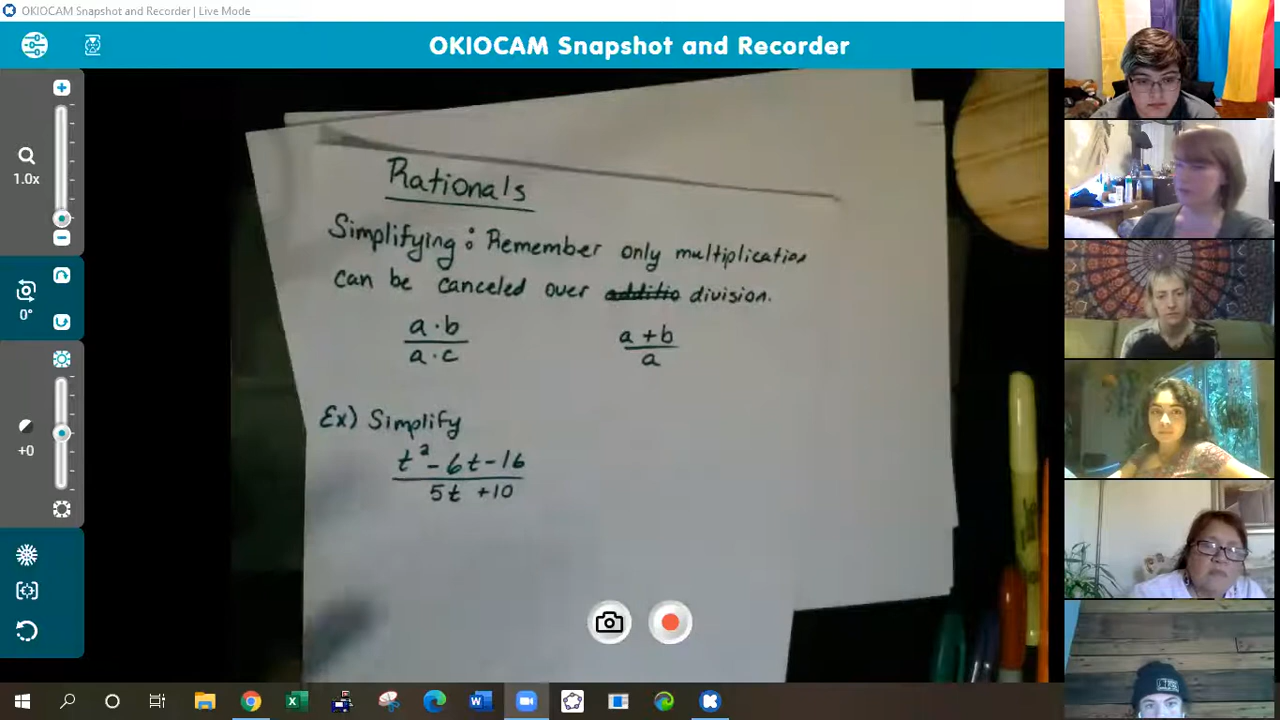 OKIOCAM Snapshot and Recorder | Live Mode
OKIOCAM Snapshot and Recorder
1.0x
0°
+0
Rationals
Simplifying: Remember only multiplication
can be canceled over additio division.
a·b
a·c
a+b
a
Ex) Simplify
t²-6t-16
5t+10